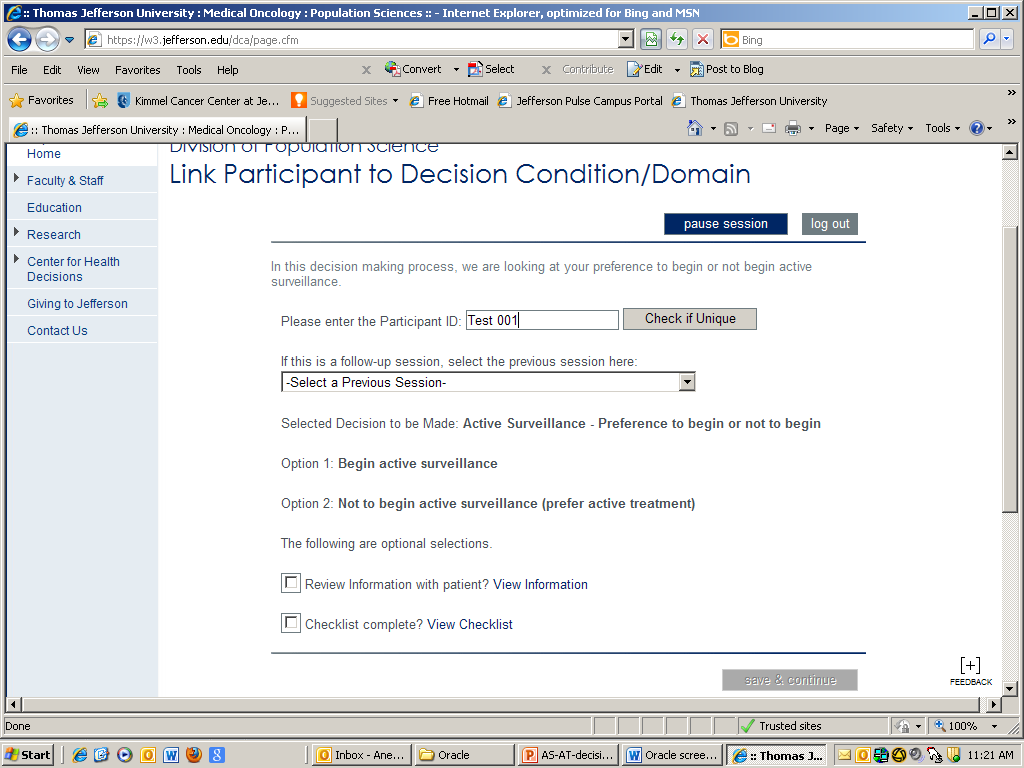 :: Thomas Jefferson University : Medical Oncology : Population Sciences :: - Internet Explorer, optimized for Bing and MSN
https://w3.jefferson.edu/dca/page.cfm
Bing
File Edit View Favorites Tools Help
x Convert Select
x Contribute Edit Post to Blog
Favorites Kimmel Cancer Center at Je... Suggested Sites Free Hotmail Jefferson Pulse Campus Portal Thomas Jefferson University
:: Thomas Jefferson University : Medical Oncology : P...
Page Safety Tools
Home
Faculty & Staff
Education
Research
Center for Health
Decisions
Giving to Jefferson
Contact Us
Division of Population Science
Link Participant to Decision Condition/Domain
pause session log out
In this decision making process, we are looking at your preference to begin or not begin active
surveillance.
Please enter the Participant ID: Test 001 Check if Unique
If this is a follow-up session, select the previous session here:
-Select a Previous Session-
Selected Decision to be Made: Active Surveillance - Preference to begin or not to begin
Option 1: Begin active surveillance
Option 2: Not to begin active surveillance (prefer active treatment)
The following are optional selections.
Review Information with patient? View Information
Checklist complete? View Checklist
save & continue
[+]
FEEDBACK
Done Trusted sites 100%
Start Inbox - Ane... Oracle AS-AT-decisi... Oracle scree... :: Thomas J... 11:21 AM